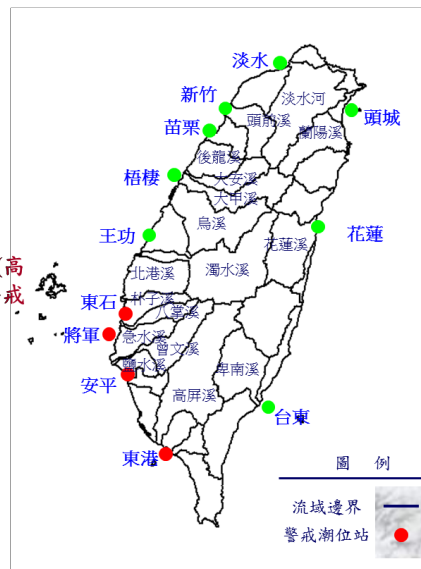 淡水
新竹
淡水河
頭城
頭前溪
苗栗
蘭陽溪
後龍溪
梧棲
大安溪
大甲溪
烏溪
花蓮
王功
花蓮溪
高
北港溪
濁水溪
戒
朴子溪
東石
八掌溪
將軍
急水溪
曾文溪
鹽水溪
卑南溪
安平
高屏溪
台東
東港
圖 例
流域邊界
警戒潮位站